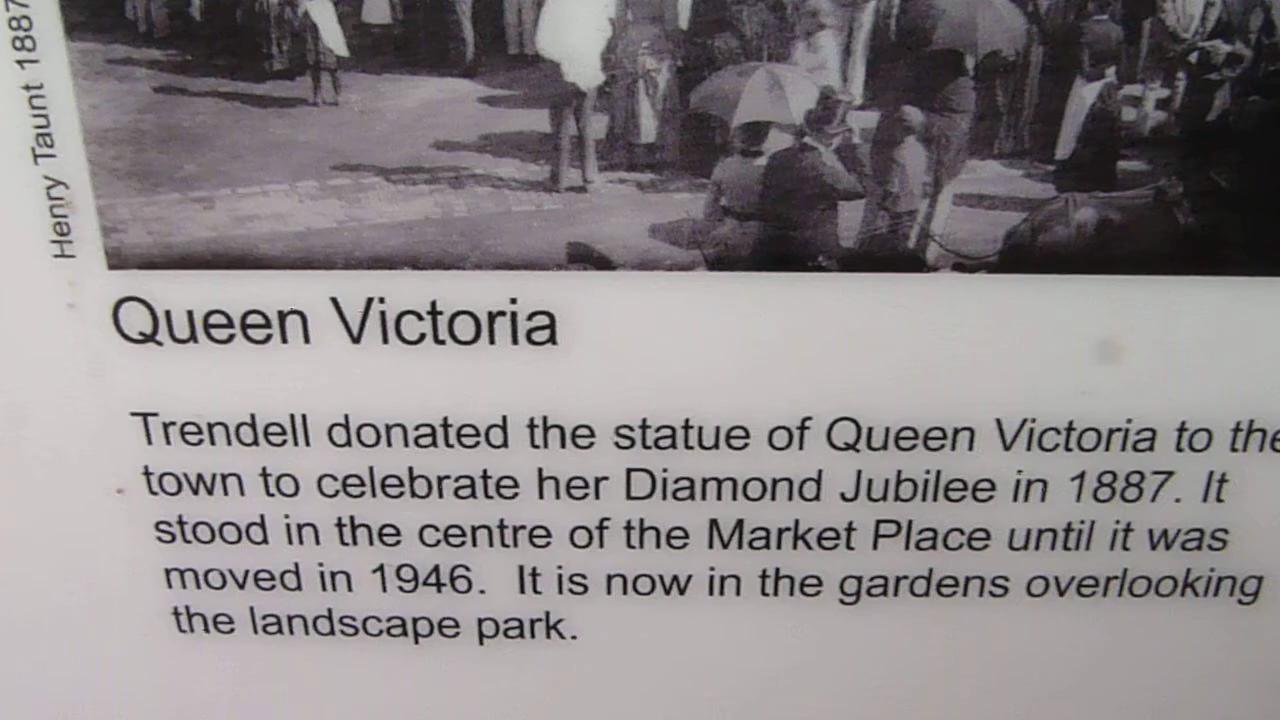 Henry Taunt 1887
Queen Victoria
Trendell donated the statue of Queen Victoria to the
town to celebrate her Diamond Jubilee in 1887. It
stood in the centre of the Market Place until it was
moved in 1946. It is now in the gardens overlooking
the landscape park.